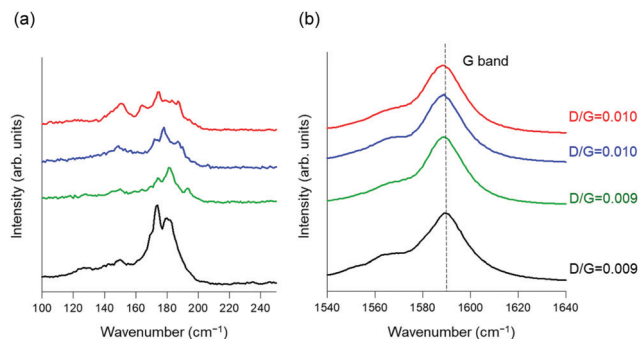 (a)
Intensity (arb. units)
100 120 140 160 180 200 220 240
Wavenumber (cm⁻¹)
(b)
G band
D/G=0.010
D/G=0.010
D/G=0.009
D/G=0.009
Intensity (arb. units)
1540 1560 1580 1600 1620 1640
Wavenumber (cm⁻¹)